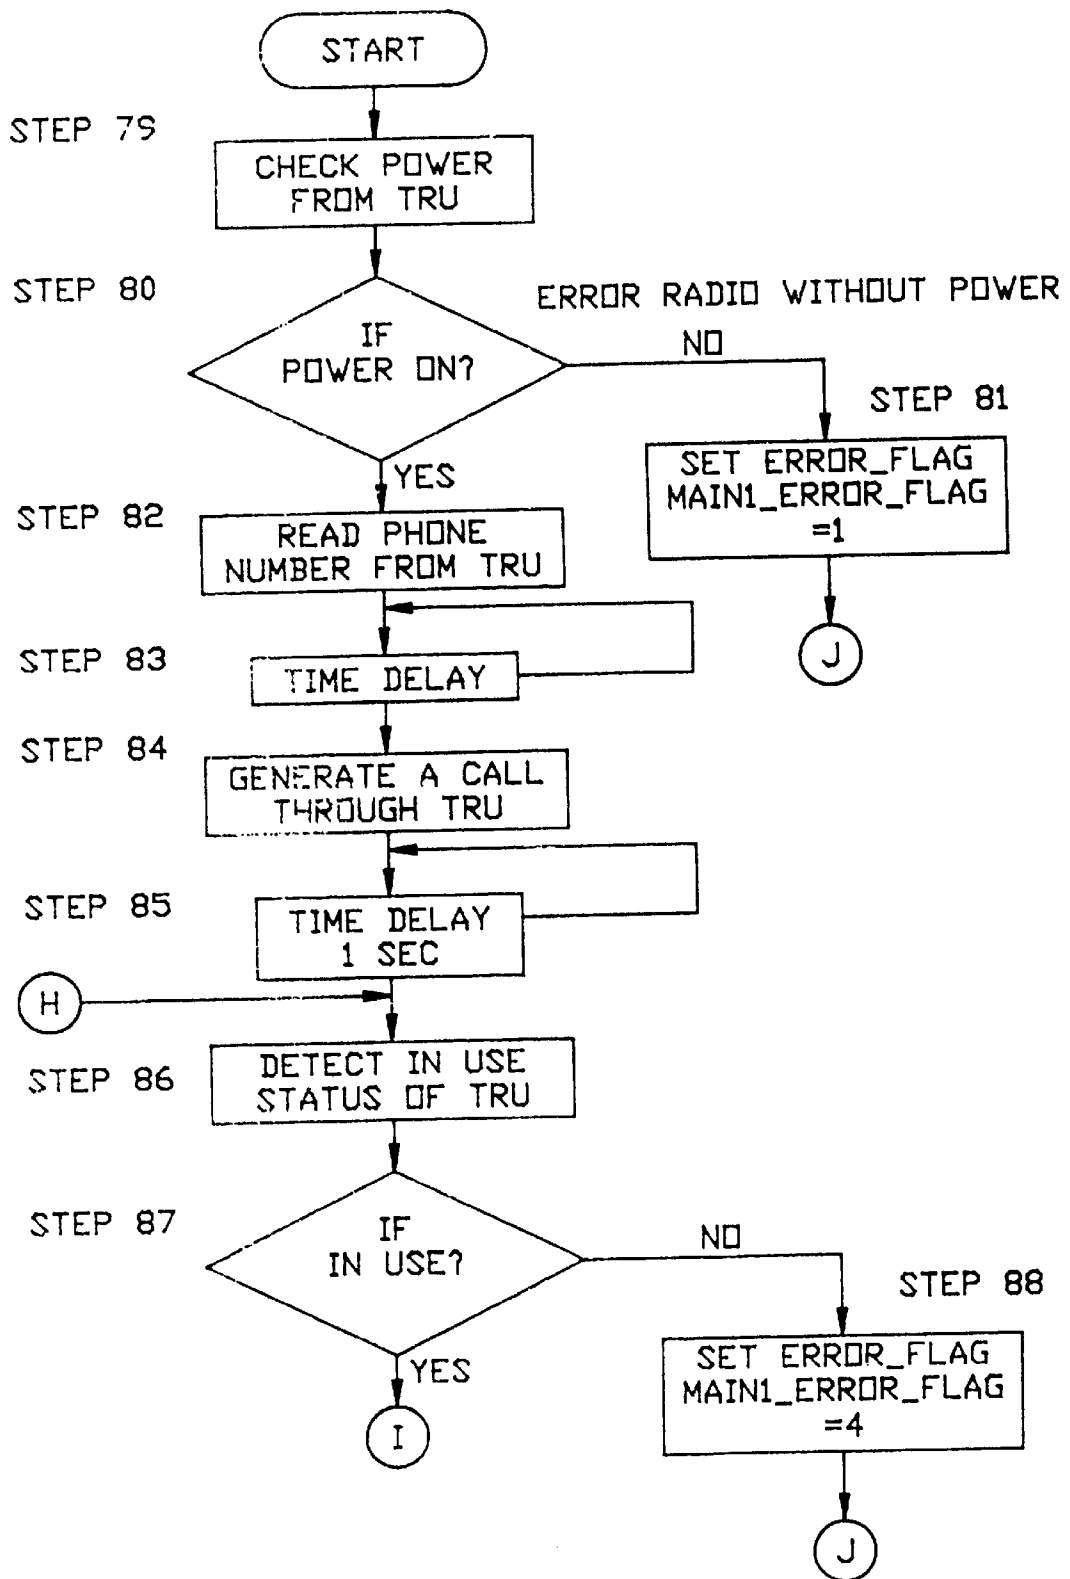 START
STEP 79
CHECK POWER
FROM TRU
STEP 80
IF
POWER ON?
ERROR RADIO WITHOUT POWER
NO
STEP 81
SET ERROR_FLAG
MAIN1_ERROR_FLAG
=1
J
YES
STEP 82
READ PHONE
NUMBER FROM TRU
STEP 83
TIME DELAY
STEP 84
GENERATE A CALL
THROUGH TRU
STEP 85
TIME DELAY
1 SEC
H
STEP 86
DETECT IN USE
STATUS OF TRU
STEP 87
IF
IN USE?
NO
STEP 88
SET ERROR_FLAG
MAIN1_ERROR_FLAG
=4
YES
I
J